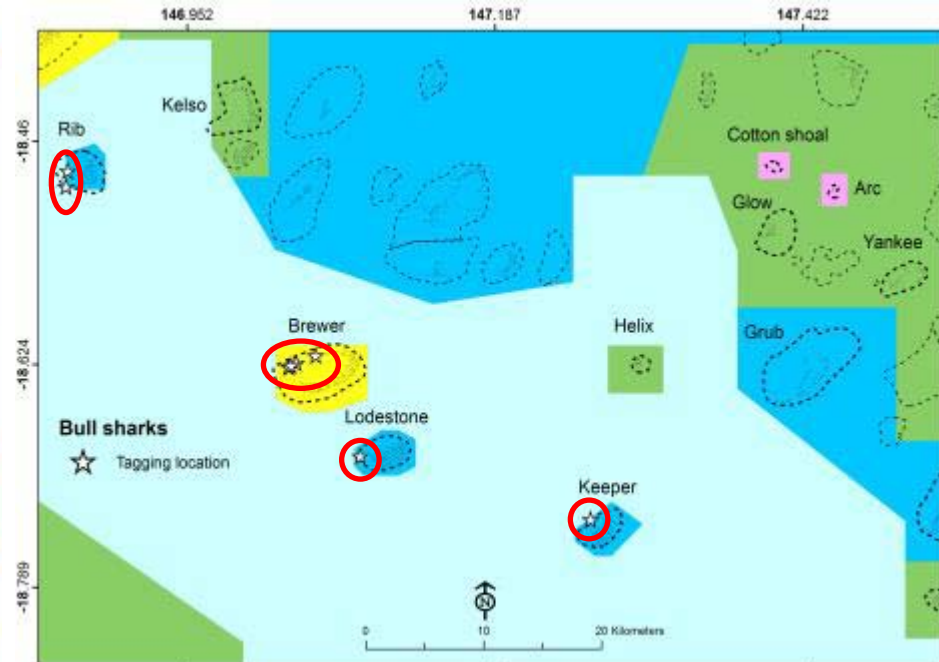 146.952 147.187 147.422
-18.46
-18.624
-18.789
Kelso
Rib
Cotton shoal
Arc
Glow
Yankee
Brewer
Helix
Grub
Lodestone
Bull sharks
Tagging location
Keeper
N
0 10 20 Kilometers